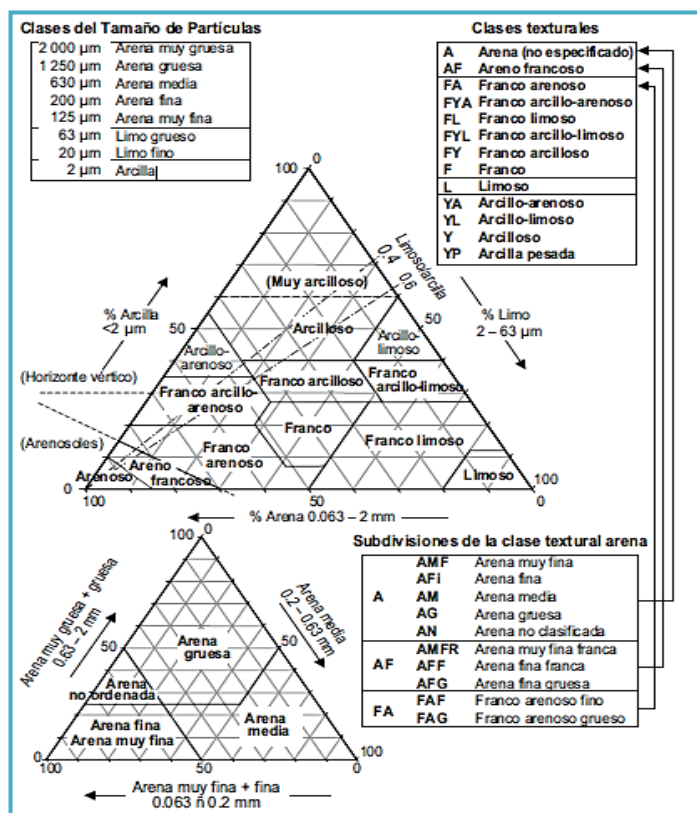 Clases del Tamaño de Partículas
2 000 µm Arena muy gruesa
1 250 µm Arena gruesa
630 µm Arena media
200 µm Arena fina
125 µm Arena muy fina
63 µm Limo grueso
20 µm Limo fino
2 µm Arcilla
Clases texturales
A Arena (no especificado)
AF Areno francoso
FA Franco arenoso
FYA Franco arcillo-arenoso
FL Franco limoso
FYL Franco arcillo-limoso
FY Franco arcilloso
F Franco
L Limoso
YA Arcillo-arenoso
YL Arcillo-limoso
Y Arcilloso
YP Arcilla pesada
0
100
Limoso/arcilla
0.4 0.6
(Muy arcilloso)
% Arcilla
<2 µm
% Limo
2 – 63 µm
50
50
Arcilloso
Arcillo-
limoso
Arcillo-
arenoso
(Horizonte vértico)
Franco arcilloso
Franco
arcillo-limoso
Franco arcillo-
arenoso
Franco
(Arenosoles)
Franco
arenoso
Franco limoso
Arenoso
Areno
francoso
Limoso
0
100
100
50
0
% Arena 0.063 – 2 mm
Subdivisiones de la clase textural arena
A
AMF Arena muy fina
AFi Arena fina
AM Arena media
AG Arena gruesa
AN Arena no clasificada
AF
AMFR Arena muy fina franca
AFF Arena fina franca
AFG Arena fina gruesa
FA
FAF Franco arenoso fino
FAG Franco arenoso grueso
0
100
Arena muy gruesa + gruesa
0.63 – 2 mm
Arena media
0.2 – 0.63 mm
50
50
Arena
gruesa
Arena
no ordenada
Arena fina
Arena muy fina
Arena
media
0
100
100
50
0
Arena muy fina + fina
0.063 ñ 0.2 mm